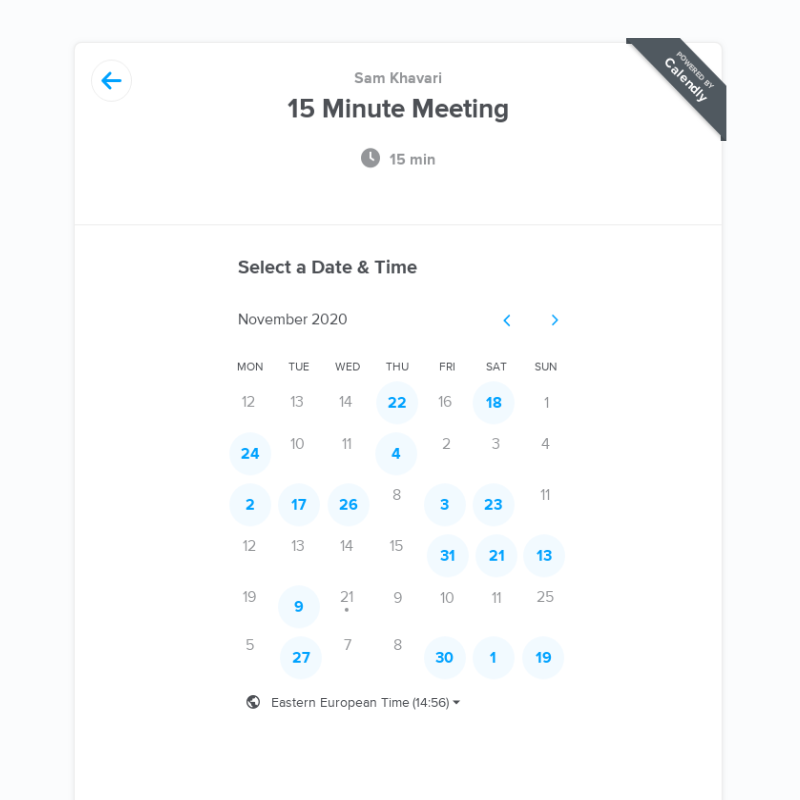 POWERED BY
Calendly
Sam Khavari
15 Minute Meeting
15 min
Select a Date & Time
November 2020
MON TUE WED THU FRI SAT SUN
12 13 14 22 16 18 1
24 10 11 4 2 3 4
2 17 26 8 3 23 11
12 13 14 15 31 21 13
19 9 21 9 10 11 25
5 27 7 8 30 1 19
Eastern European Time (14:56)